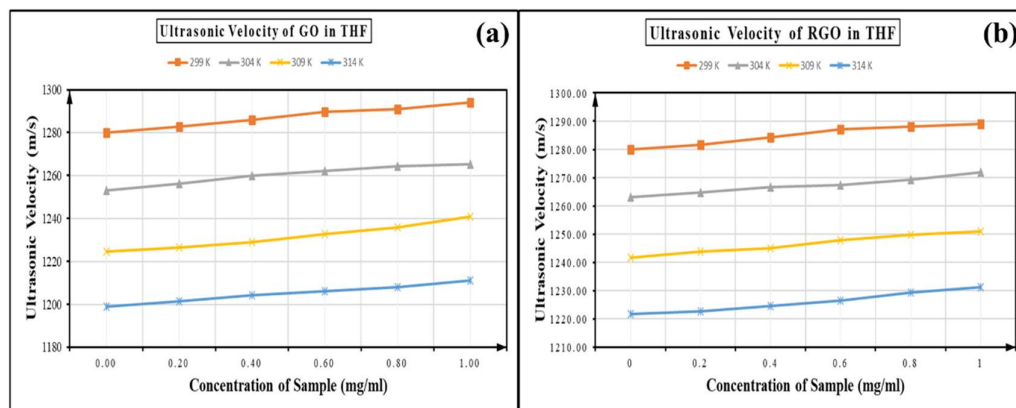 Ultrasonic Velocity of GO in THF
(a)
299 K 304 K 309 K 314 K
1300
1280
1260
1240
1220
1200
1180
Ultrasonic Velocity (m/s)
0.00 0.20 0.40 0.60 0.80 1.00
Concentration of Sample (mg/ml)
Ultrasonic Velocity of RGO in THF
(b)
299 K 304 K 309 K 314 K
1300.00
1290.00
1280.00
1270.00
1260.00
1250.00
1240.00
1230.00
1220.00
1210.00
Ultrasonic Velocity (m/s)
0 0.2 0.4 0.6 0.8 1
Concentration of Sample (mg/ml)